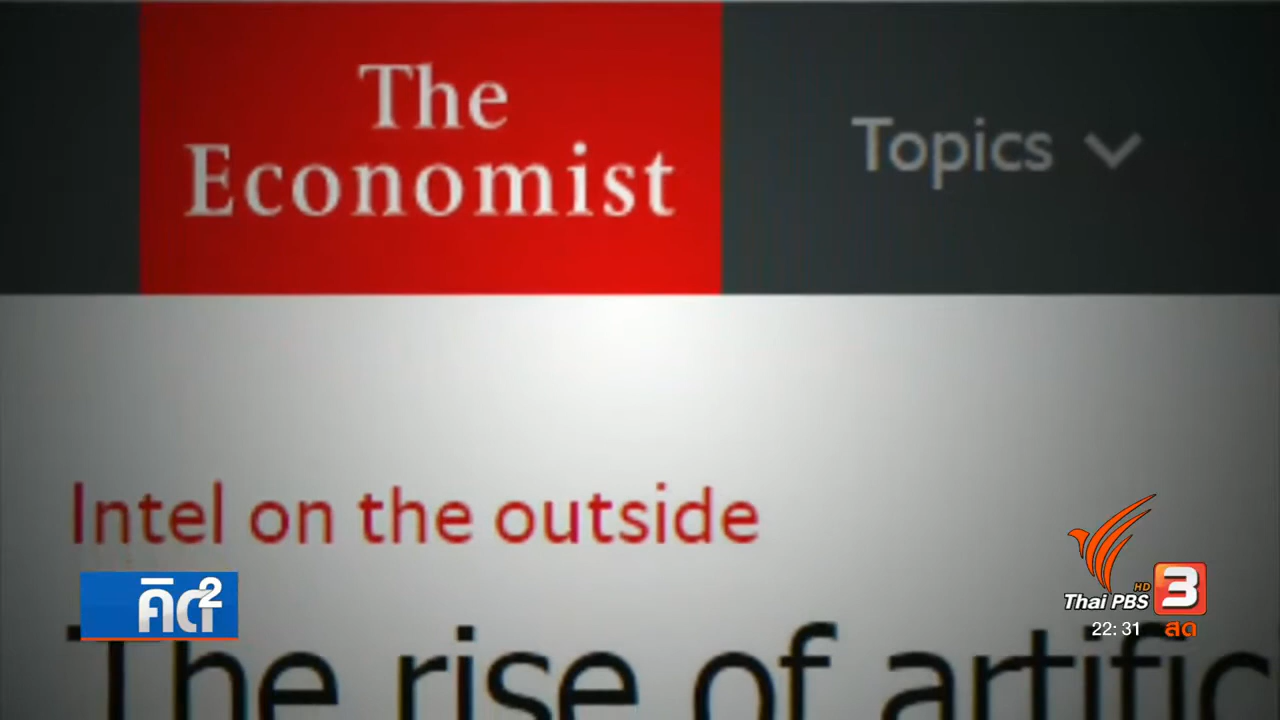 The
Economist
Topics
Intel on the outside
The rise of artific
คิด²
HD
Thai PBS 3
22:31 สด